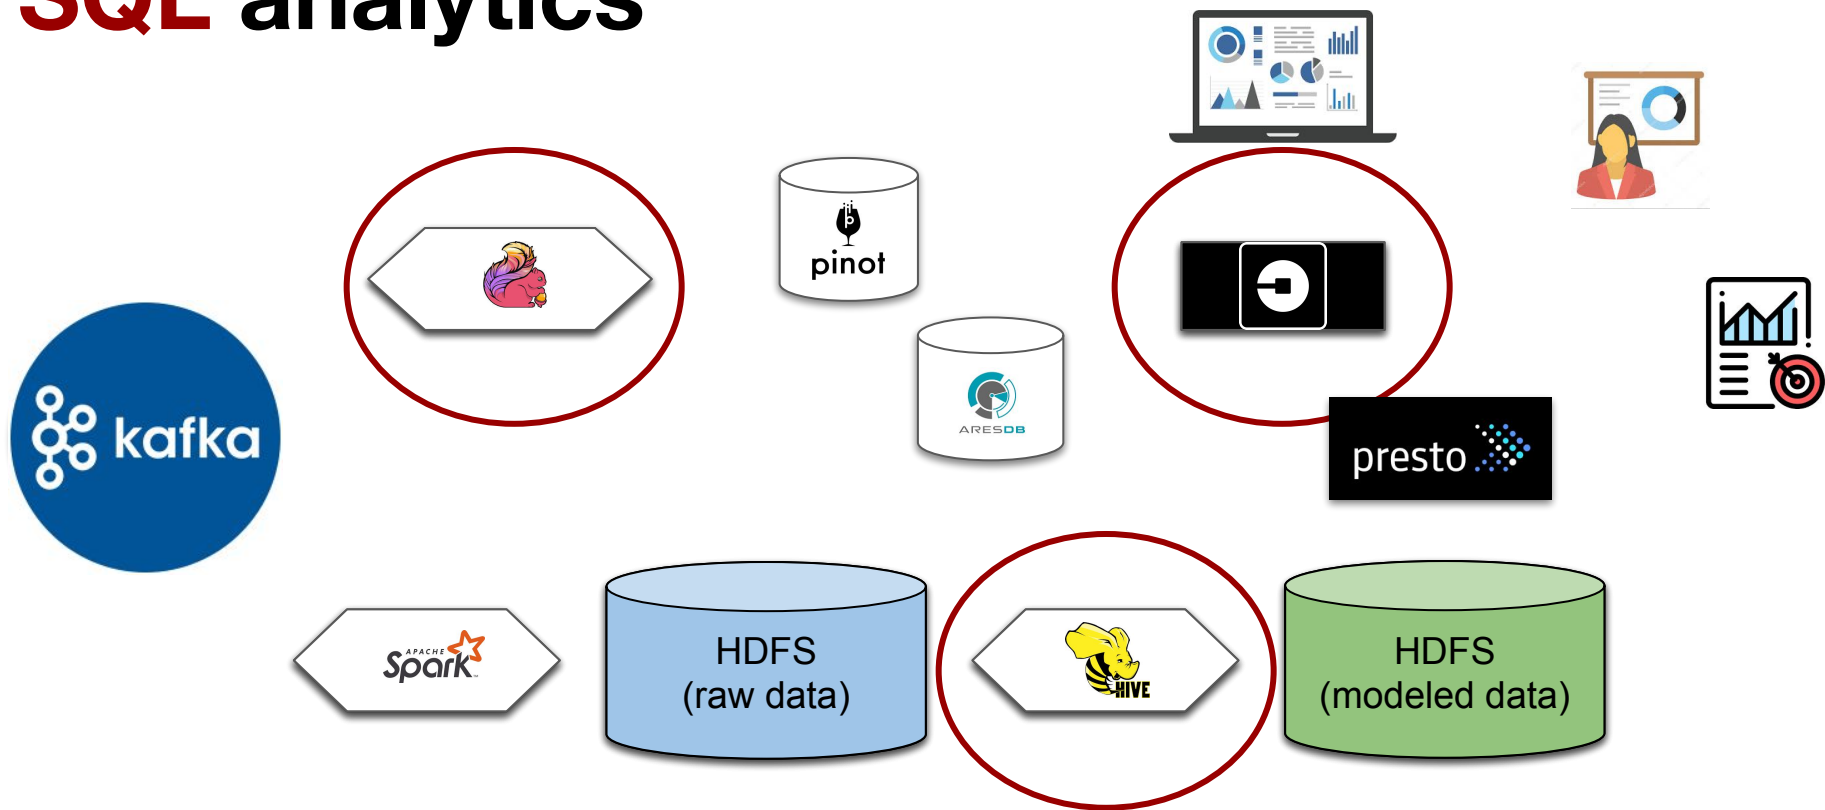 SQL analytics
pinot
ARESDB
kafka
presto
APACHE
Spark
HDFS
(raw data)
HIVE
HDFS
(modeled data)